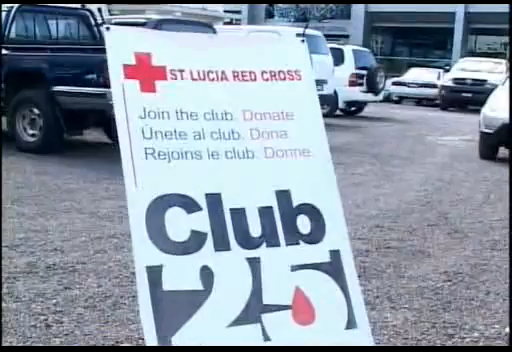 ST. LUCIA RED CROSS
Join the club. Donate
Únete al club. Dona.
Rejoins le club. Donne.
Club
25